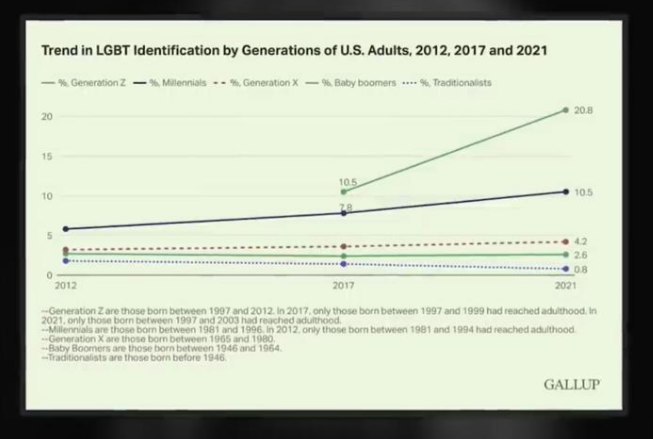 Trend in LGBT Identification by Generations of U.S. Adults, 2012, 2017 and 2021
%, Generation Z %, Millennials %, Generation X %, Baby boomers %, Traditionalists
20.8
20
15
10.5
10
10.5
7.8
5
4.2
2.6
0
0.8
2012 2017 2021
--Generation Z are those born between 1997 and 2012. In 2017, only those born between 1997 and 1999 had reached adulthood. In
2021, only those born between 1997 and 2003 had reached adulthood.
--Millennials are those born between 1981 and 1996. In 2012, only those born between 1981 and 1994 had reached adulthood.
--Generation X are those born between 1965 and 1980.
--Baby Boomers are those born between 1946 and 1964.
--Traditionalists are those born before 1946.
GALLUP